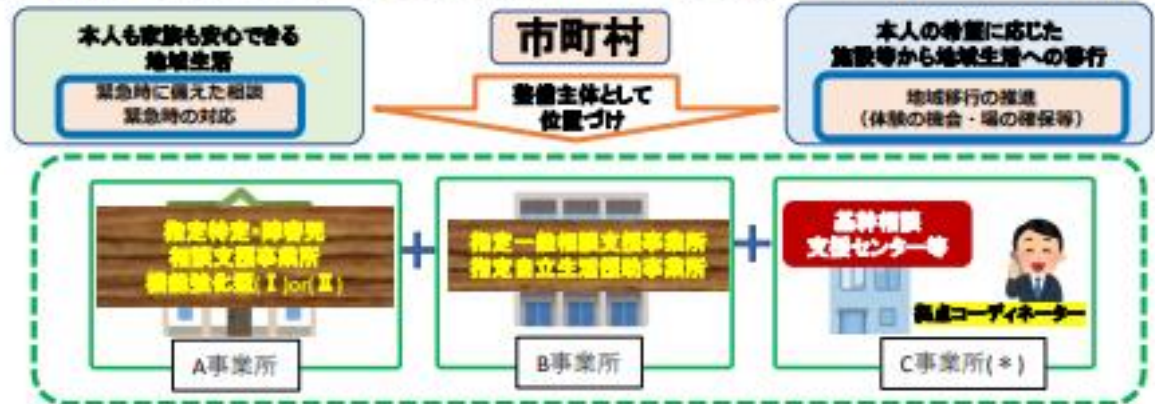 本人も家族も安心できる
地域生活
緊急時に備えた相談
緊急時の対応
市町村
整備主体として
位置づけ
本人の希望に応じた
施設等から地域生活への移行
地域移行の推進
(体験の機会・場の確保等)
指定特定・障害児
相談支援事業所
機能強化型(Ⅰ)or(Ⅱ)
A事業所
+
指定一般相談支援事業所
指定自立生活援助事業所
B事業所
+
基幹相談
支援センター等
拠点コーディネーター
C事業所(*)